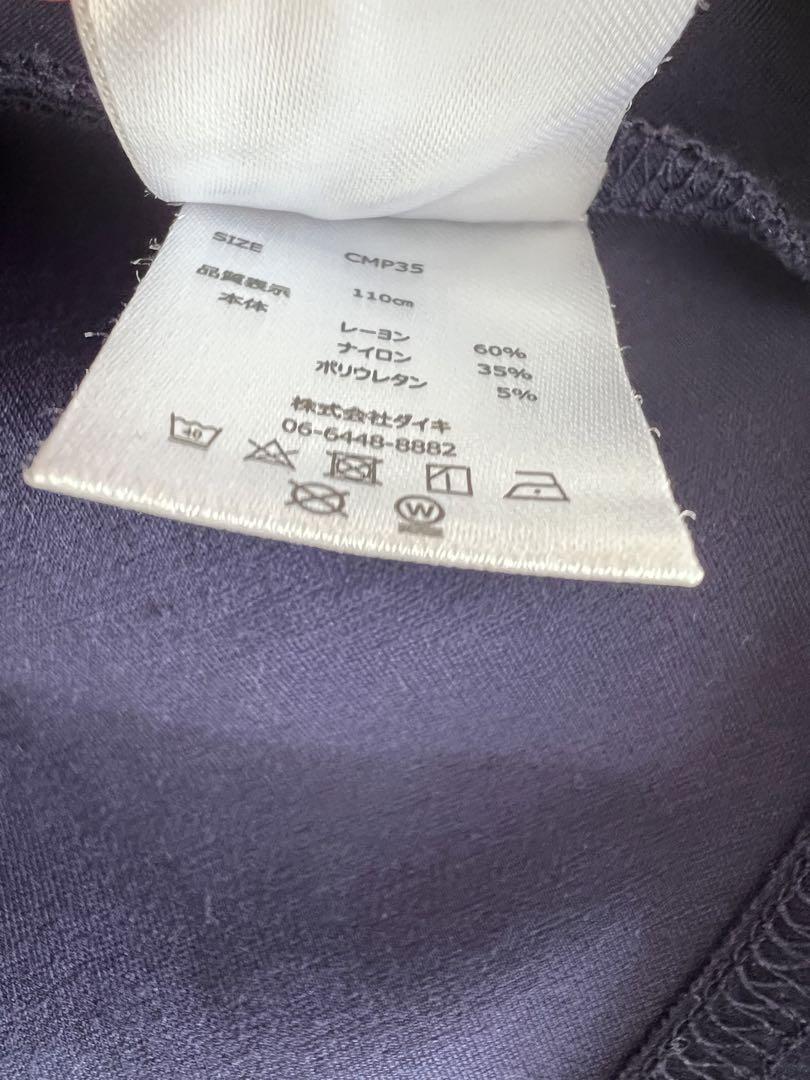 CMP35
SIZE 110cm
品質表示
本体
レーヨン 60%
ナイロン 35%
ポリウレタン 5%
株式会社ダイキ
06-6448-8882
40
W